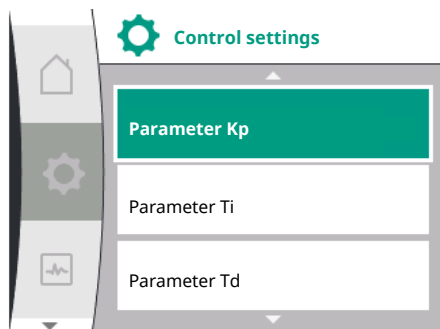 Control settings
Parameter Kp
Parameter Ti
Parameter Td